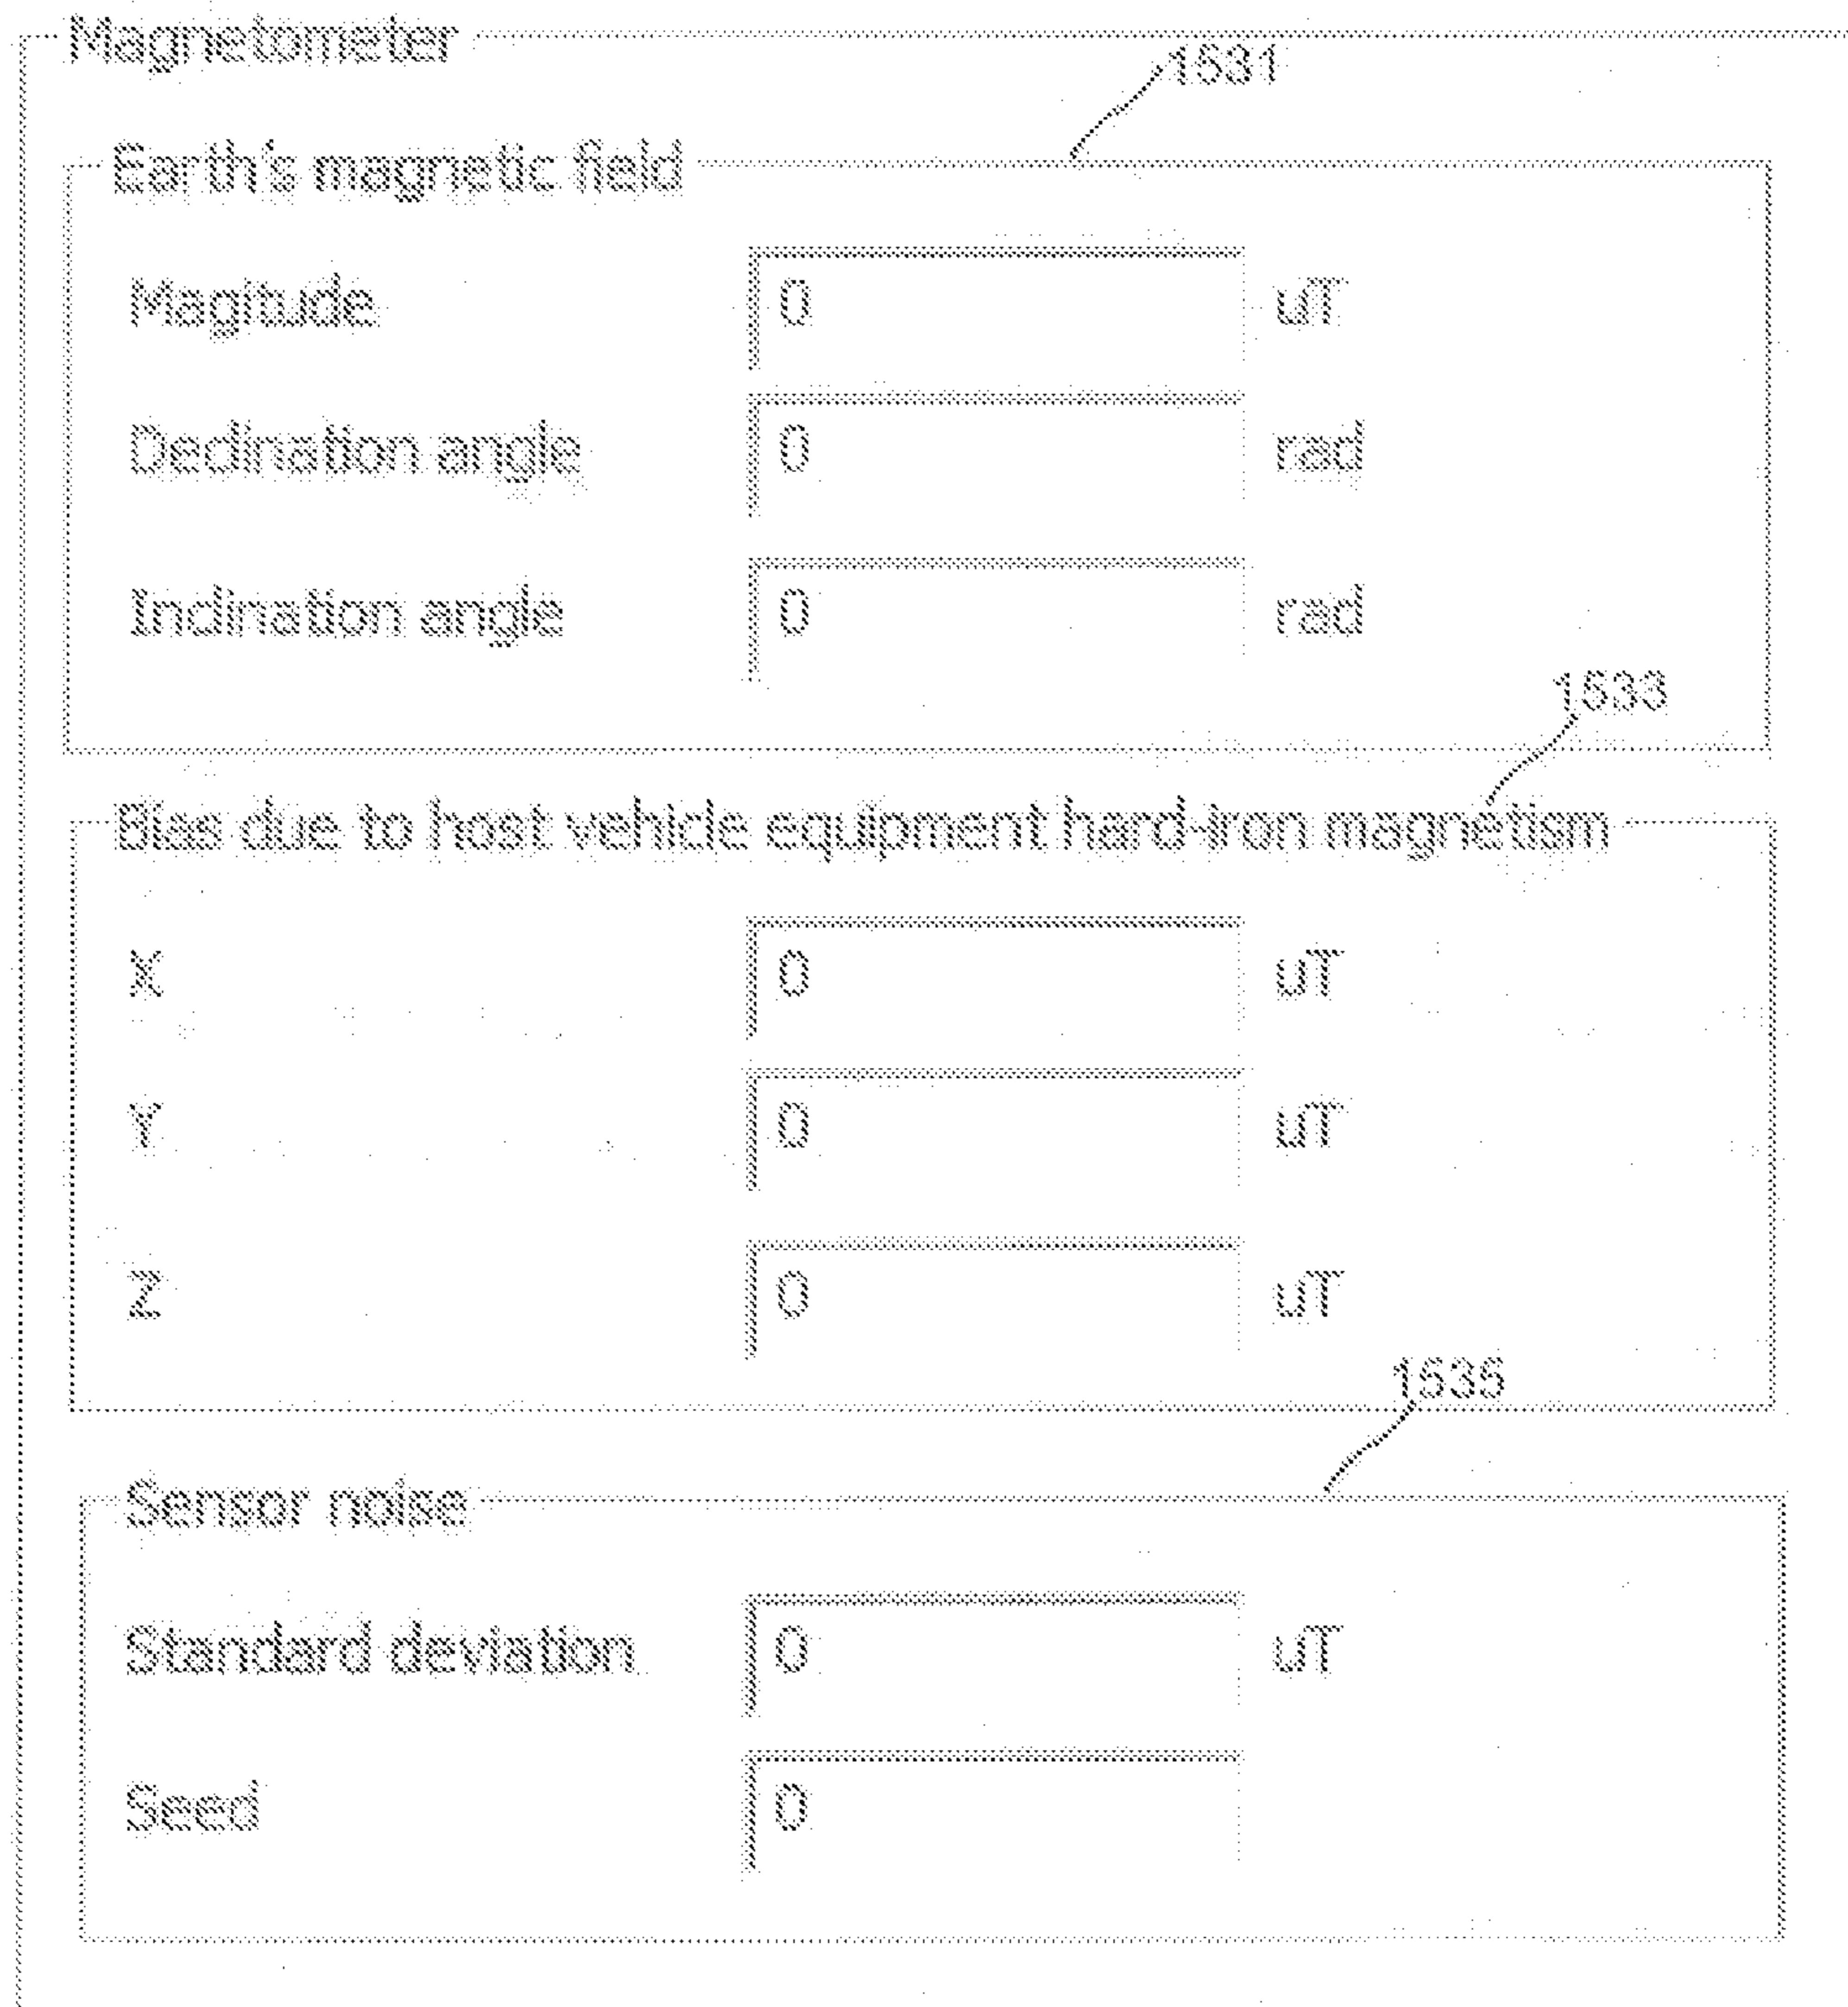 Magnetometer
1531
Earth's magnetic field
Magitude 0 uT
Declination angle 0 rad
Inclination angle 0 rad
1533
Bias due to host vehicle equipment hard-iron magnetism
X 0 uT
Y 0 uT
Z 0 uT
1535
Sensor noise
Standard deviation 0 uT
Seed 0